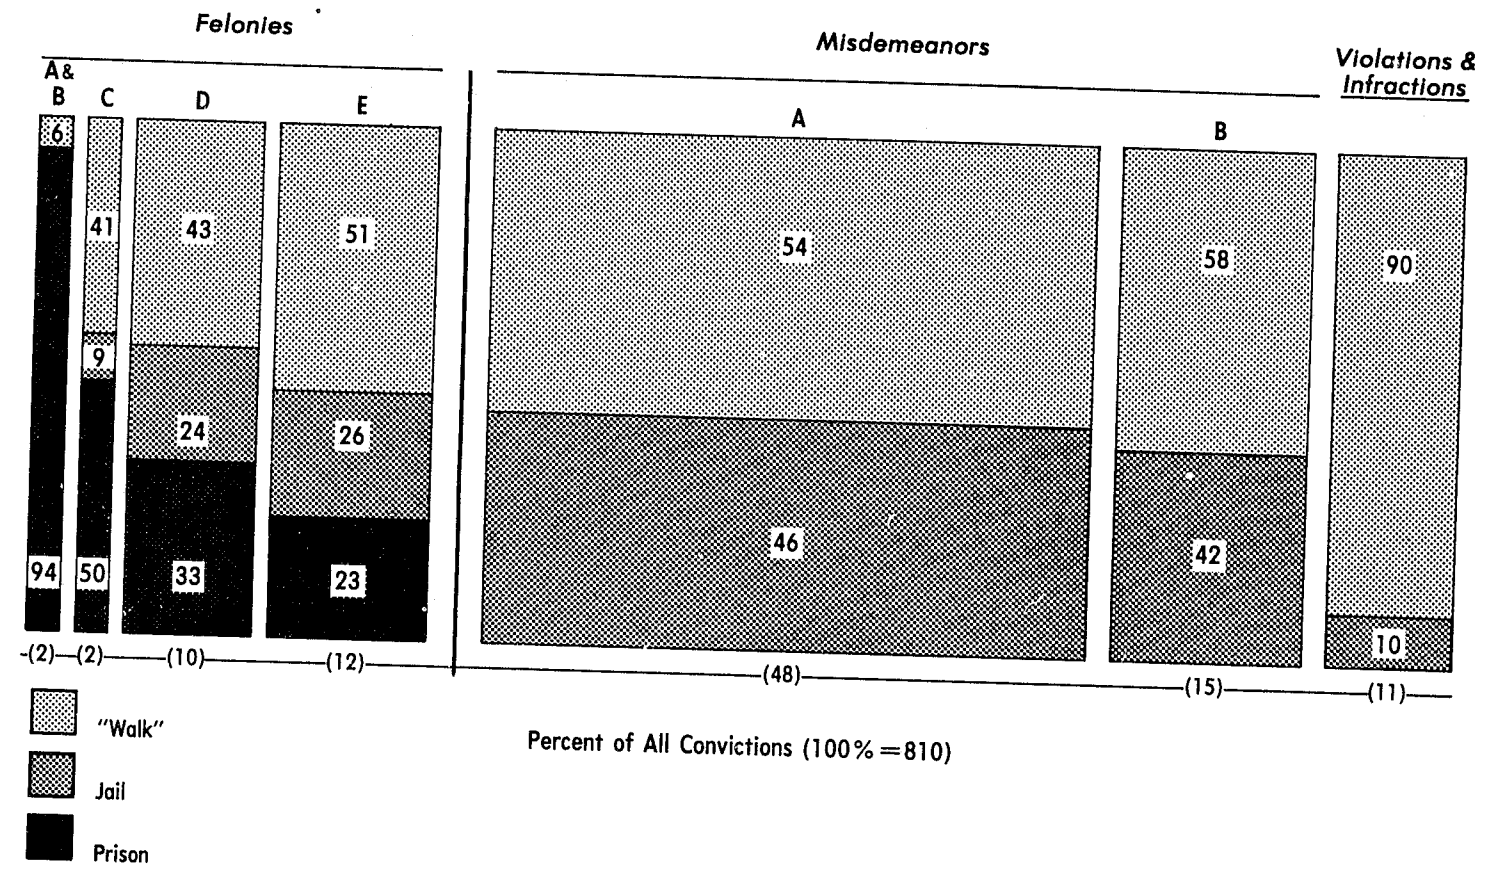 Felonies
Misdemeanors
Violations &
Infractions
A &
B
C
D
E
A
B
6
41
43
51
54
58
90
9
24
26
46
42
94
50
33
23
10
(2)
(2)
(10)
(12)
(48)
(15)
(11)
"Walk"
Percent of All Convictions (100% = 810)
Jail
Prison